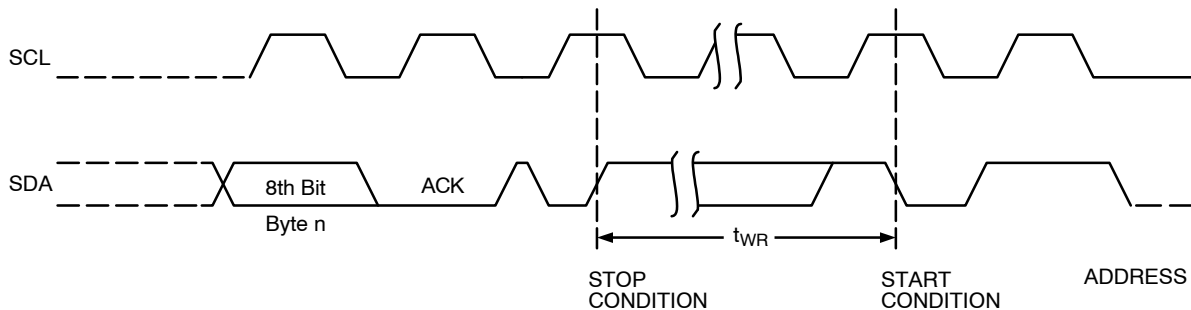 SCL
SDA
8th Bit
ACK
Byte n
tWR
STOP
CONDITION
START
CONDITION
ADDRESS